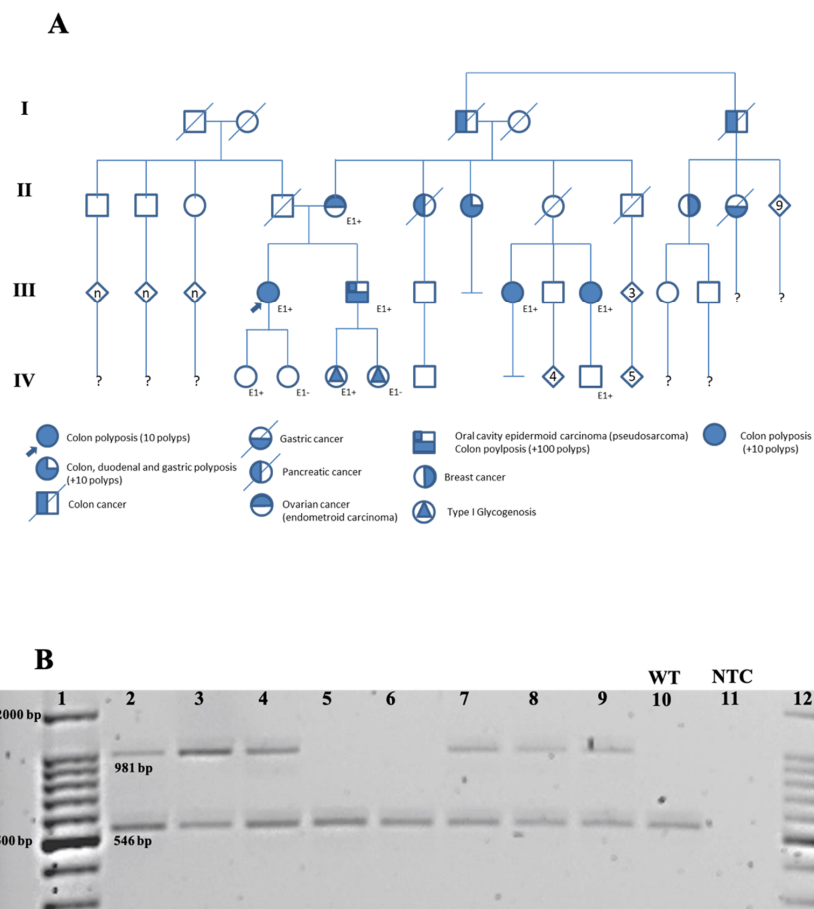 A
I
II
9
E1+
III
n n n
3
E1+ E1+ E1+ E1+
? ?
IV
? ? ?
4 5
? ?
E1+ E1- E1+ E1- E1+
Colon polyposis (10 polyps)
Colon, duodenal and gastric polyposis
(+10 polyps)
Colon cancer
Gastric cancer
Pancreatic cancer
Ovarian cancer
(endometroid carcinoma)
Oral cavity epidermoid carcinoma (pseudosarcoma)
Colon poylposis (+100 polyps)
Breast cancer
Type I Glycogenosis
Colon polyposis
(+10 polyps)
B
WT NTC
1 2 3 4 5 6 7 8 9 10 11 12
2000 bp
981 bp
500 bp 546 bp